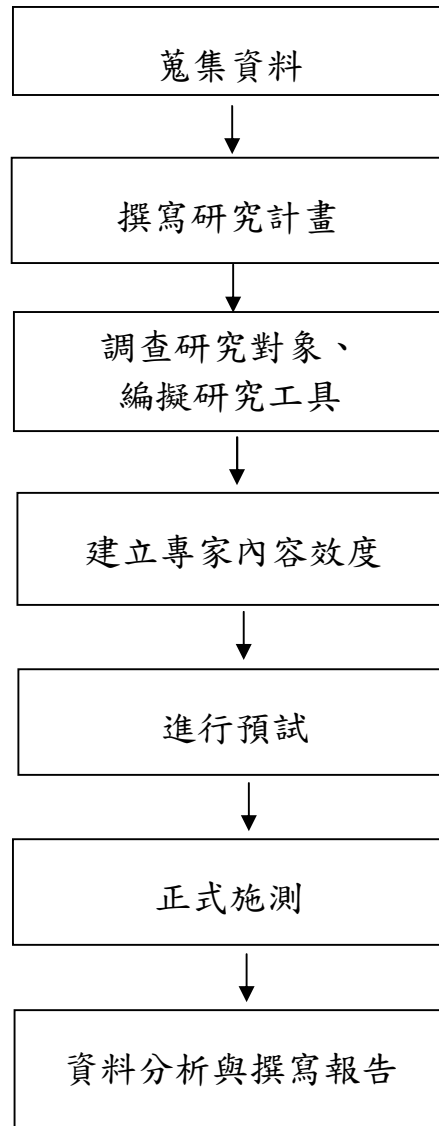 蒐集資料
撰寫研究計畫
調查研究對象、
編擬研究工具
建立專家內容效度
進行預試
正式施測
資料分析與撰寫報告